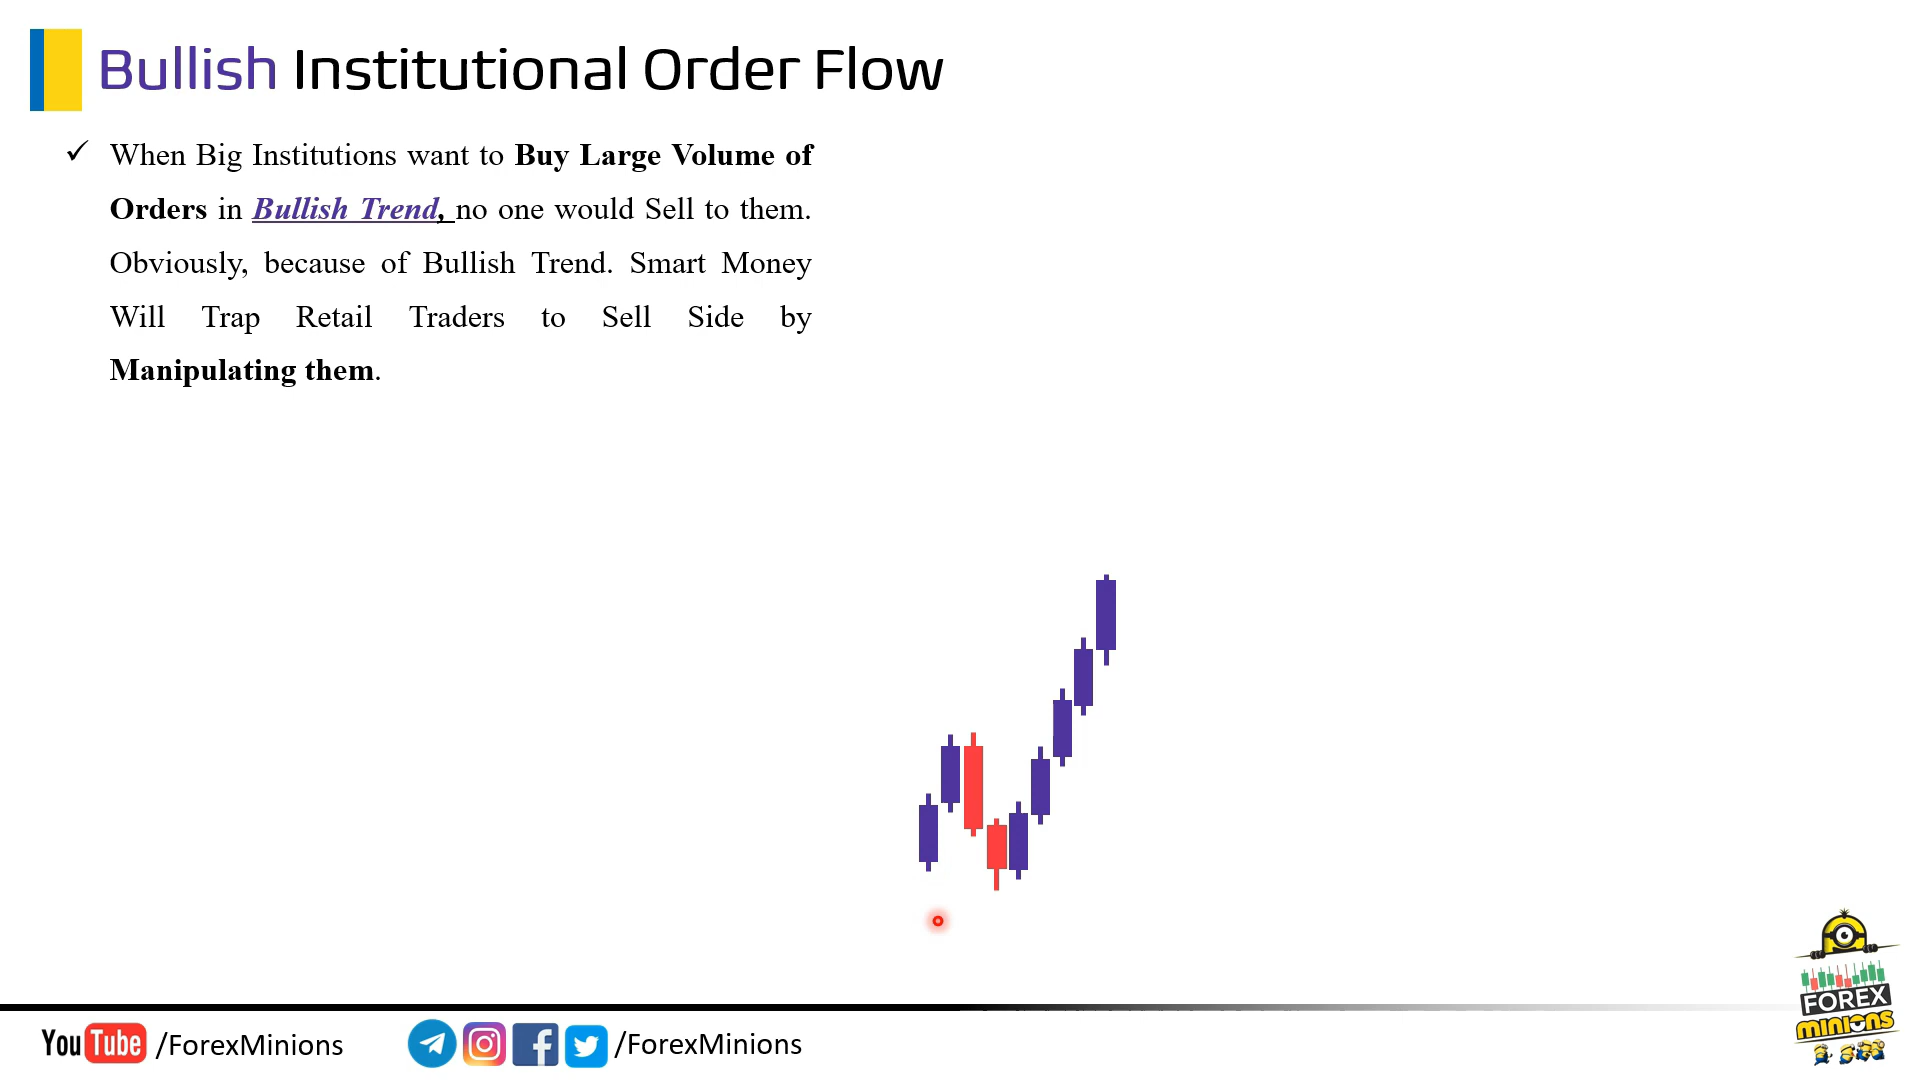 Bullish Institutional Order Flow
✓ When Big Institutions want to Buy Large Volume of
Orders in Bullish Trend, no one would Sell to them.
Obviously, because of Bullish Trend. Smart Money
Will Trap Retail Traders to Sell Side by
Manipulating them.
FOREX
MINIONS
YouTube /ForexMinions
/ForexMinions